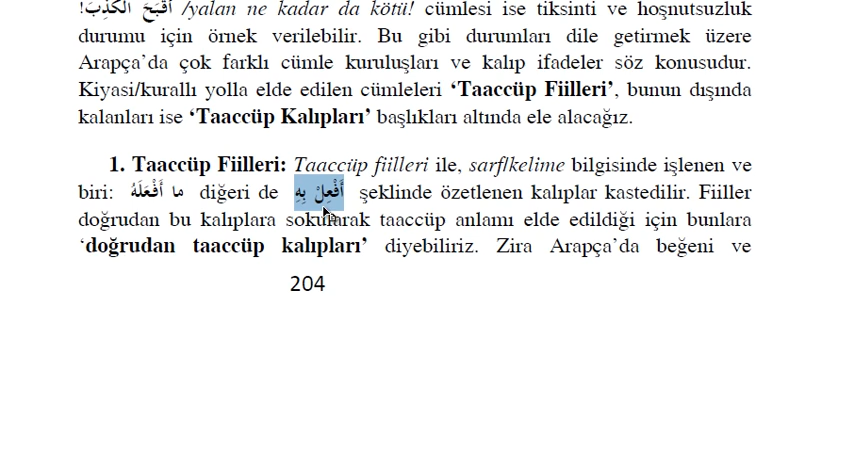 أَقْبَحَ الْكَذِبَ! /yalan ne kadar da kötü! cümlesi ise tiksinti ve hoşnutsuzluk
durumu için örnek verilebilir. Bu gibi durumları dile getirmek üzere
Arapça’da çok farklı cümle kuruluşları ve kalıp ifadeler söz konusudur.
Kiyasi/kurallı yolla elde edilen cümleleri ‘Taaccüp Fiilleri’, bunun dışında
kalanları ise ‘Taaccüp Kalıpları’ başlıkları altında ele alacağız.
1. Taaccüp Fiilleri: Taaccüp fiilleri ile, sarf/kelime bilgisinde işlenen ve
biri: ما أَفْعَلَهُ diğeri de أَفْعِلْ بِهِ şeklinde özetlenen kalıplar kastedilir. Fiiller
doğrudan bu kalıplara sokularak taaccüp anlamı elde edildiği için bunlara
‘doğrudan taaccüp kalıpları’ diyebiliriz. Zira Arapça’da beğeni ve
204